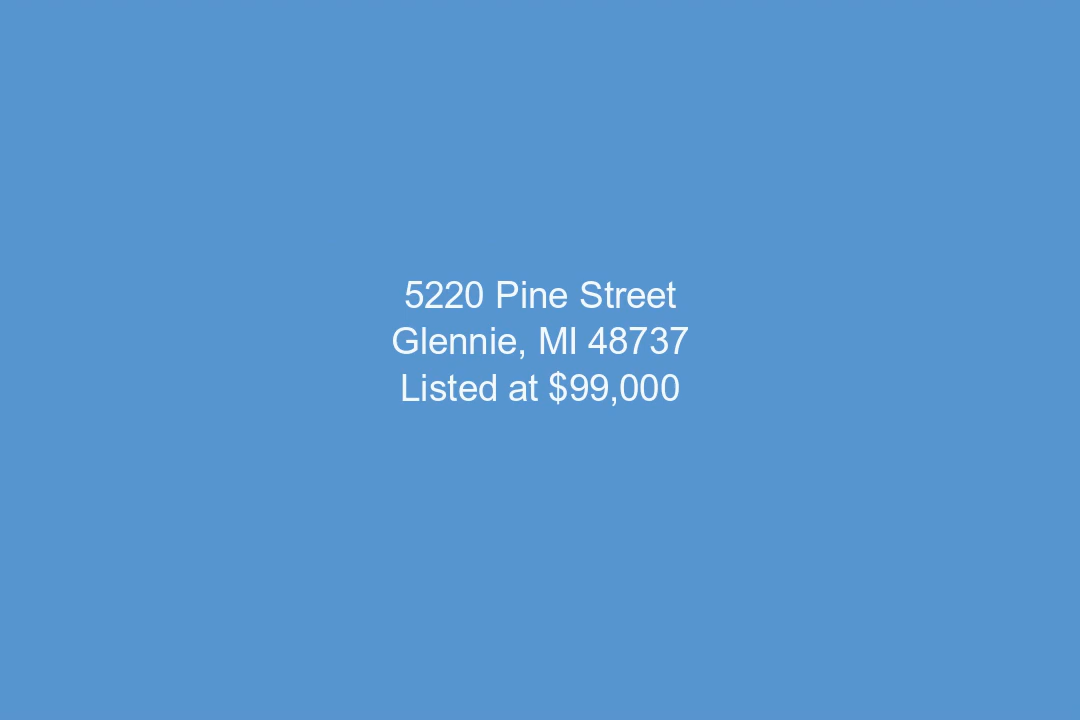 5220 Pine Street
Glennie, MI 48737
Listed at $99,000